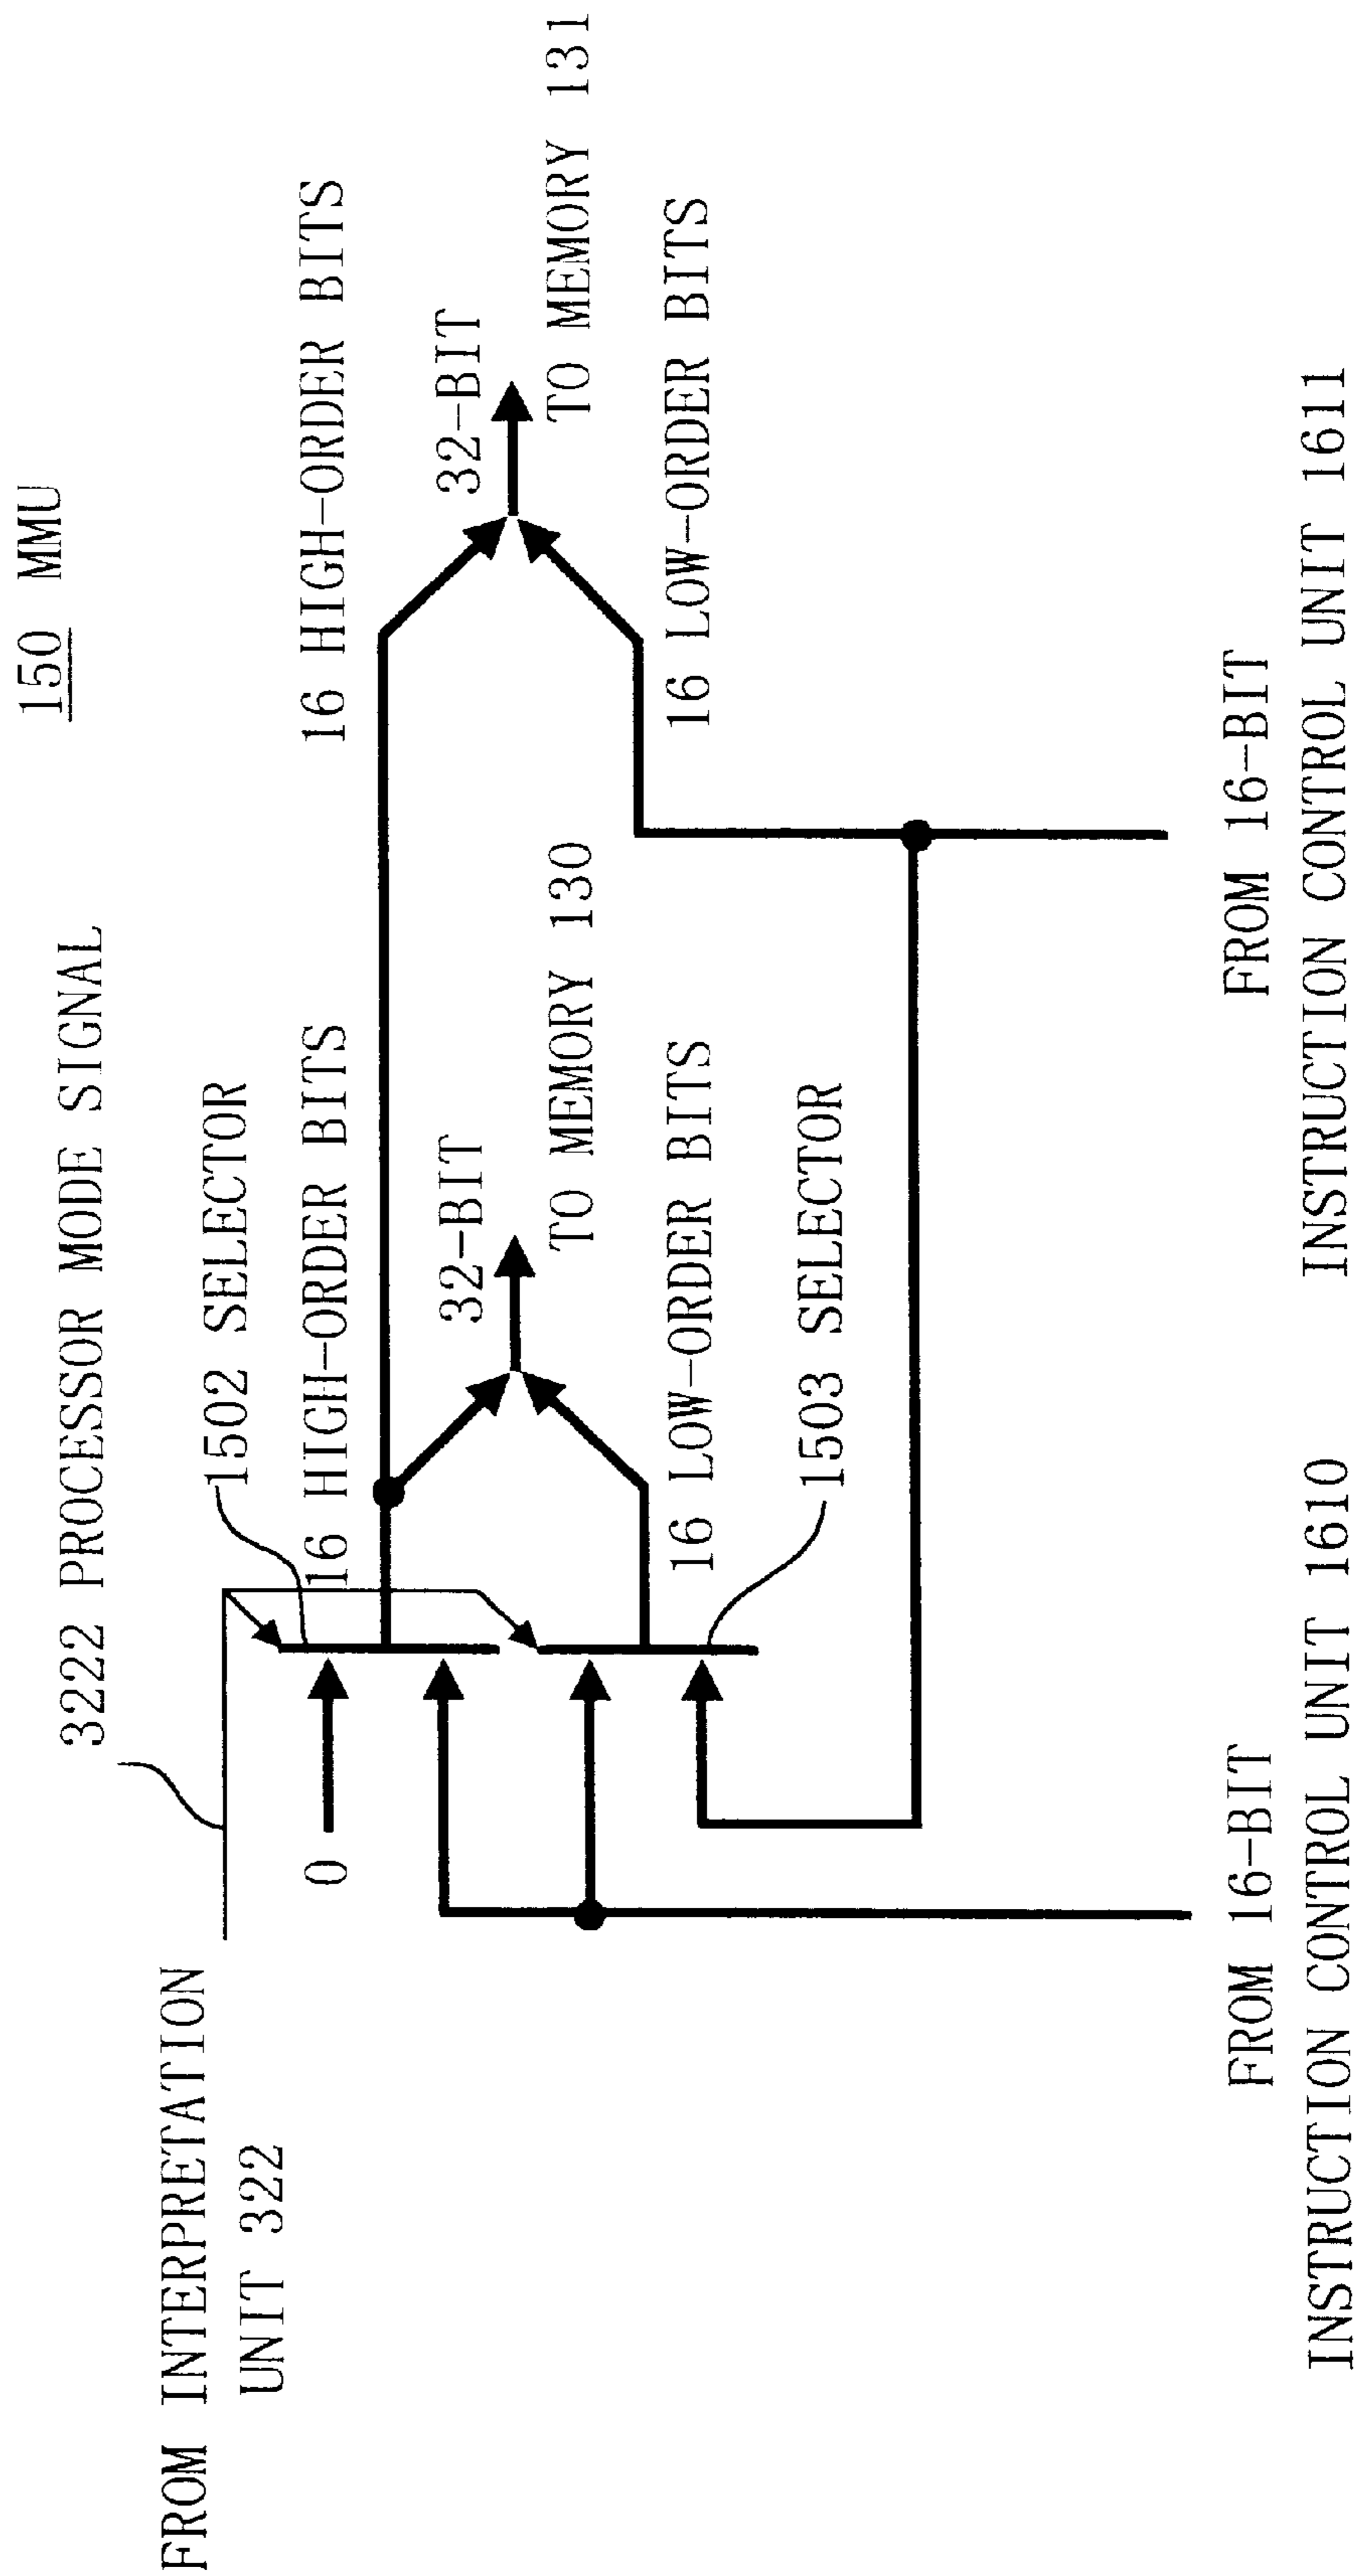 150 MMU
3222 PROCESSOR MODE SIGNAL
FROM INTERPRETATION
UNIT 322
1502 SELECTOR
0
16 HIGH-ORDER BITS
16 HIGH-ORDER BITS
32-BIT
32-BIT
TO MEMORY 130
TO MEMORY 131
16 LOW-ORDER BITS
16 LOW-ORDER BITS
1503 SELECTOR
FROM 16-BIT
INSTRUCTION CONTROL UNIT 1610
FROM 16-BIT
INSTRUCTION CONTROL UNIT 1611